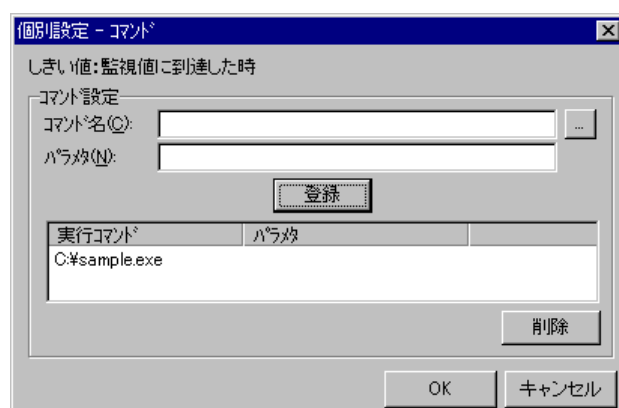 個別設定 - コマンド
しきい値:監視値に到達した時
コマンド設定
コマンド名(C):
...
パラメタ(N):
登録
実行コマンド パラメタ
C:¥sample.exe
削除
OK キャンセル